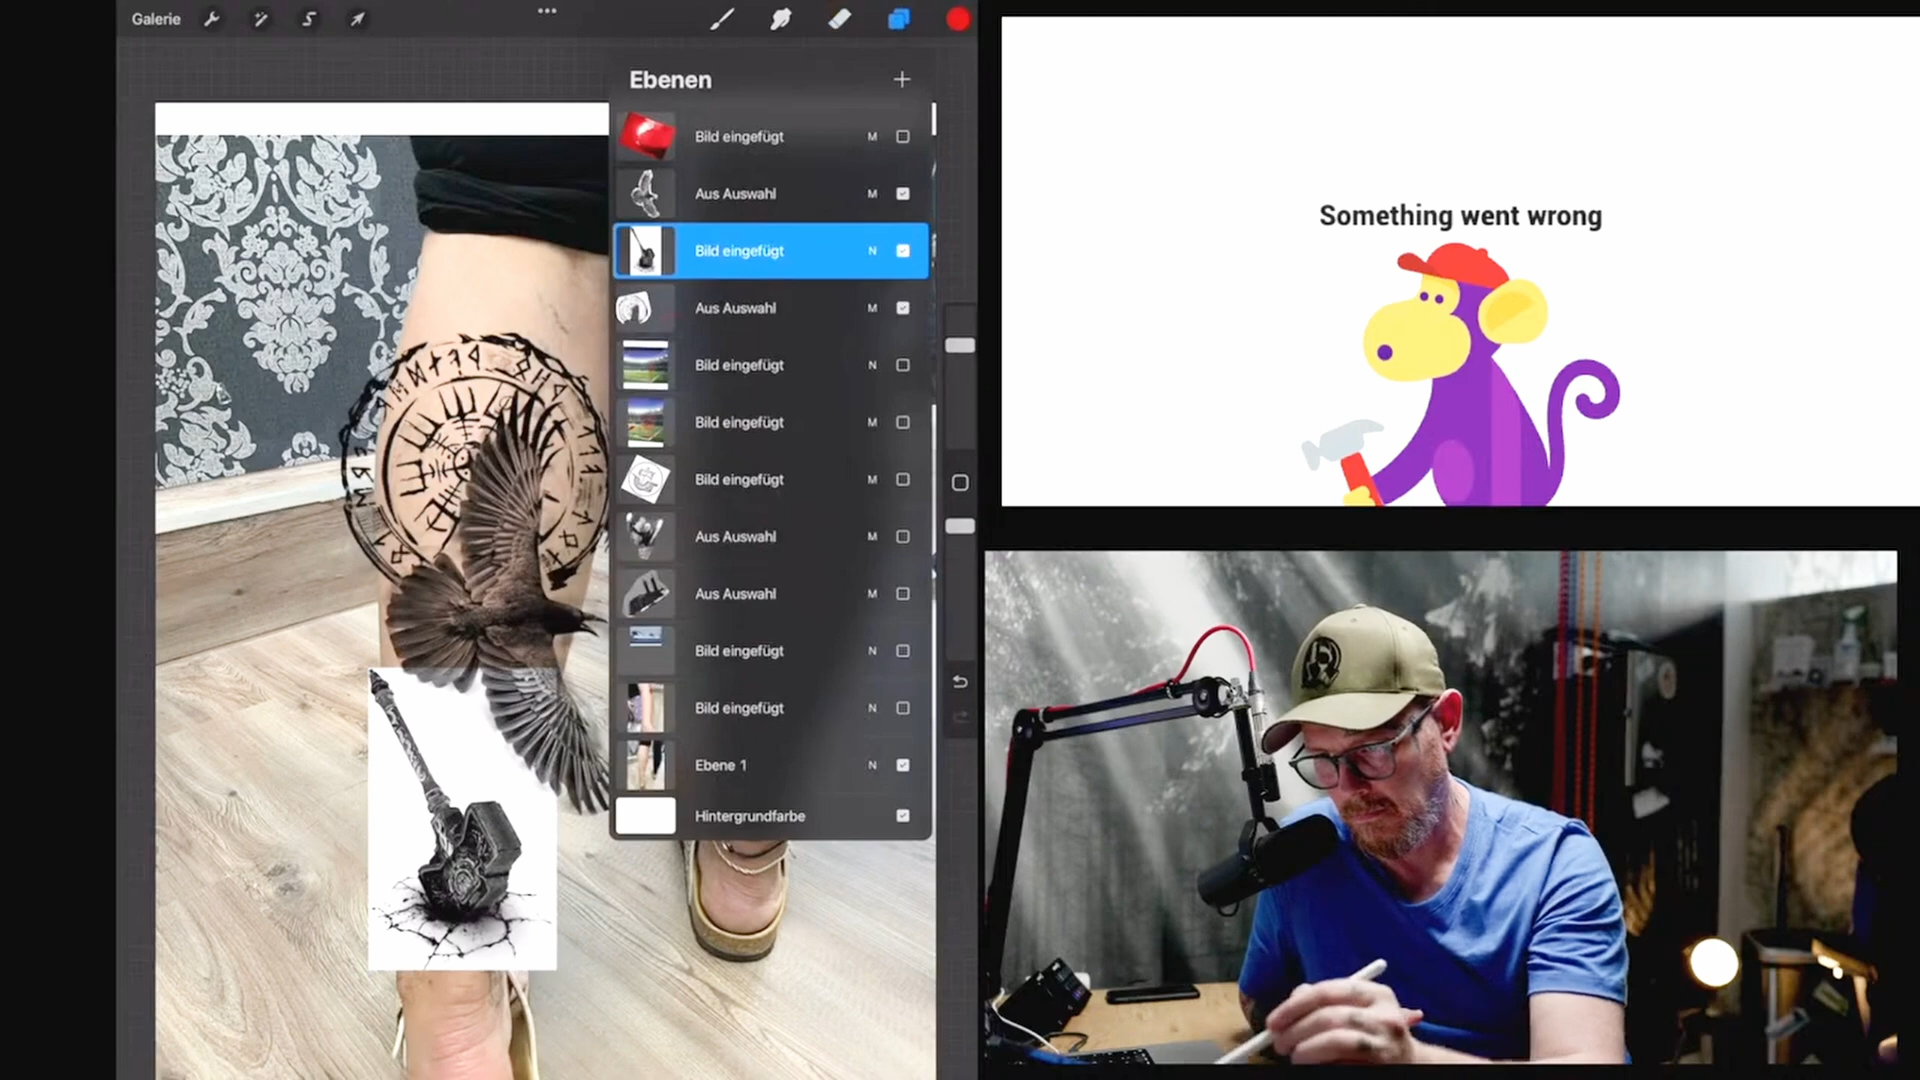 Galerie
Ebenen
Bild eingefügt M
Aus Auswahl M
Bild eingefügt N
Aus Auswahl M
Bild eingefügt N
Bild eingefügt M
Bild eingefügt M
Aus Auswahl M
Aus Auswahl M
Bild eingefügt N
Bild eingefügt N
Ebene 1 N
Hintergrundfarbe
Something went wrong